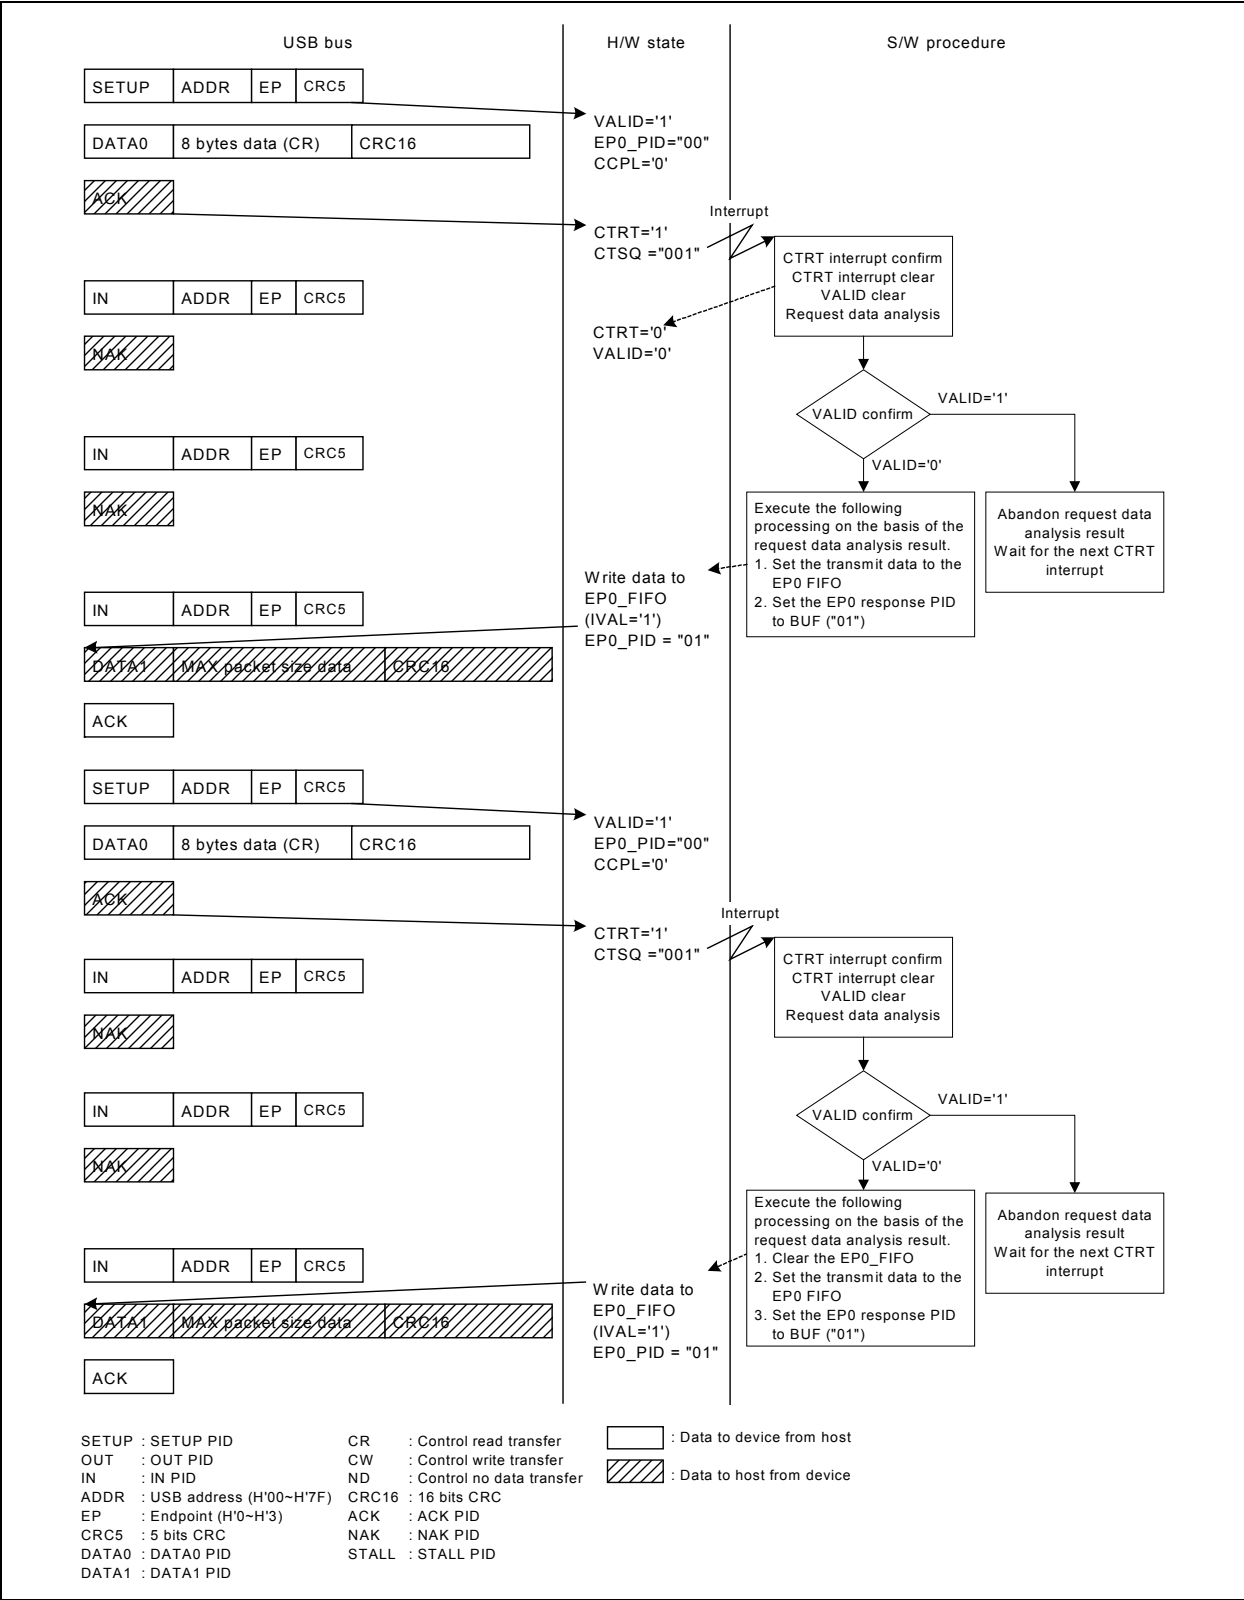 USB bus
H/W state
S/W procedure
SETUP ADDR EP CRC5
VALID='1'
EP0_PID="00"
CCPL='0'
DATA0 8 bytes data (CR) CRC16
ACK
CTRT='1'
CTSQ ="001"
Interrupt
CTRT interrupt confirm
CTRT interrupt clear
VALID clear
Request data analysis
IN ADDR EP CRC5
CTRT='0'
VALID='0'
NAK
VALID confirm
VALID='1'
VALID='0'
IN ADDR EP CRC5
NAK
Execute the following
processing on the basis of the
request data analysis result.
1. Set the transmit data to the
EP0 FIFO
2. Set the EP0 response PID
to BUF ("01")
Abandon request data
analysis result
Wait for the next CTRT
interrupt
Write data to
EP0_FIFO
(IVAL='1')
EP0_PID = "01"
IN ADDR EP CRC5
DATA1 MAX packet size data CRC16
ACK
SETUP ADDR EP CRC5
VALID='1'
EP0_PID="00"
CCPL='0'
DATA0 8 bytes data (CR) CRC16
ACK
CTRT='1'
CTSQ ="001"
Interrupt
CTRT interrupt confirm
CTRT interrupt clear
VALID clear
Request data analysis
IN ADDR EP CRC5
NAK
VALID confirm
VALID='1'
VALID='0'
IN ADDR EP CRC5
NAK
Execute the following
processing on the basis of the
request data analysis result.
1. Clear the EP0_FIFO
2. Set the transmit data to the
EP0 FIFO
3. Set the EP0 response PID
to BUF ("01")
Abandon request data
analysis result
Wait for the next CTRT
interrupt
IN ADDR EP CRC5
Write data to
EP0_FIFO
(IVAL='1')
EP0_PID = "01"
DATA1 MAX packet size data CRC16
ACK
SETUP : SETUP PID
OUT : OUT PID
IN : IN PID
ADDR : USB address (H'00~H'7F)
EP : Endpoint (H'0~H'3)
CRC5 : 5 bits CRC
DATA0 : DATA0 PID
DATA1 : DATA1 PID
CR : Control read transfer
CW : Control write transfer
ND : Control no data transfer
CRC16 : 16 bits CRC
ACK : ACK PID
NAK : NAK PID
STALL : STALL PID
: Data to device from host
: Data to host from device